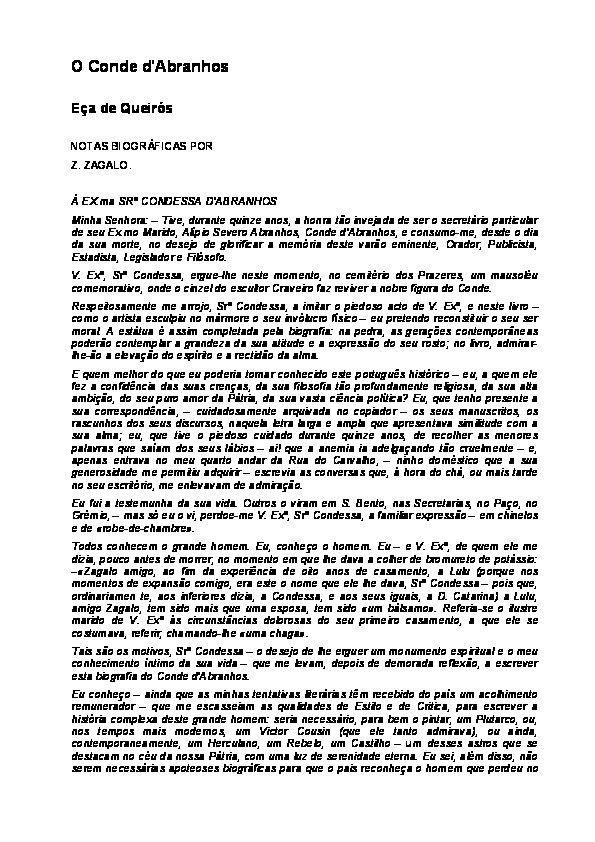 O Conde d'Abranhos
Eça de Queirós
NOTAS BIOGRÁFICAS POR
Z. ZAGALO.
À EXma SRª CONDESSA D'ABRANHOS
Minha Senhora: – Tive, durante quinze anos, a honra tão invejada de ser o secretário particular
de seu Exmo Marido, Alípio Severo Abranhos, Conde d'Abranhos, e consumo-me, desde o dia
da sua morte, no desejo de glorificar a memória deste varão eminente, Orador, Publicista,
Estadista, Legislador e Filósofo.
V. Exª, Srª Condessa, ergue-lhe neste momento, no cemitério dos Prazeres, um mausoléu
comemorativo, onde o cinzel do escultor Craveiro faz reviver a nobre figura do Conde.
Respeitosamente me arrojo, Srª Condessa, a imitar o piedoso acto de V. Exª, e neste livro –
como o artista esculpiu no mármore o seu invólucro físico – eu pretendo reconstituir o seu ser
moral. A estátua é assim completada pela biografia: na pedra, as gerações contemporâneas
poderão contemplar a grandeza da sua atitude e a expressão do seu rosto; no livro, admirar-
lhe-ão a elevação do espírito e a rectidão da alma.
E quem melhor do que eu poderia tornar conhecido este português histórico – eu, a quem ele
fez a confidência das suas crenças, da sua filosofia tão profundamente religiosa, da sua alta
ambição, do seu puro amor da Pátria, da sua vasta ciência política? Eu, que tenho presente a
sua correspondência, – cuidadosamente arquivada no copiador – os seus manuscritos, os
rascunhos dos seus discursos, naquela letra larga e ampla que apresentava similitude com a
sua alma; eu, que tive o piedoso cuidado durante quinze anos, de recolher as menores
palavras que saíam dos seus lábios – ai! que a anemia ia adelgaçando tão cruelmente – e,
apenas entrava no meu quarto andar da Rua do Carvalho, – ninho doméstico que a sua
generosidade me permitiu adquirir – escrevia as conversas que, à hora do chá, ou mais tarde
no seu escritório, me enlevavam de admiração.
Eu fui a testemunha da sua vida. Outros o viram em S. Bento, nas Secretarias, no Paço, no
Grémio, – mas só eu o vi, perdoe-me V. Exª, Srª Condessa, a familiar expressão – em chinelos
e de «robe-de-chambre».
Todos conhecem o grande homem. Eu, conheço o homem. Eu – e V. Exª, de quem ele me
dizia, pouco antes de morrer, no momento em que lhe dava a colher de bromureto de potássio:
–«Zagalo amigo, ao fim da experiência de oito anos de casamento, a Lulu (porque nos
momentos de expansão comigo, era este o nome que ele lhe dava, Srª Condessa – pois que,
ordinariamen te, aos inferiores dizia, a Condessa, e aos seus iguais, a D. Catarina) a Lulu,
amigo Zagalo, tem sido mais que uma esposa, tem sido «um bálsamo». Referia-se o ilustre
marido de V. Exª às circunstâncias dolorosas do seu primeiro casamento, a que ele se
costumava, referir, chamando-lhe «uma chaga».
Tais são os motivos, Srª Condessa – o desejo de lhe erguer um monumento espiritual e o meu
conhecimento íntimo da sua vida – que me levam, depois de demorada reflexão, a escrever
esta biografia do Conde d'Abranhos.
Eu conheço – ainda que as minhas tentativas literárias têm recebido do país um acolhimento
remunerador – que me escasseiam as qualidades de Estilo e de Crítica, para escrever a
história complexa deste grande homem: seria necessário, para bem o pintar, um Plutarco, ou,
nos tempos mais modernos, um Victor Cousin (que ele tanto admirava), ou ainda,
contemporaneamente, um Herculano, um Rebelo, um Castilho – um desses astros que se
destacam no céu da nossa Pátria, com uma luz de serenidade eterna. Eu sei, além disso, não
serem necessárias apoteoses biográficas para que o país reconheça o homem que perdeu no